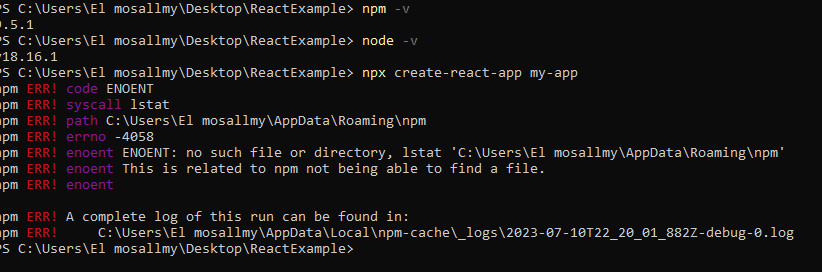 PS C:\Users\El mosallmy\Desktop\ReactExample> npm -v
9.5.1
PS C:\Users\El mosallmy\Desktop\ReactExample> node -v
v18.16.1
PS C:\Users\El mosallmy\Desktop\ReactExample> npx create-react-app my-app
npm ERR! code ENOENT
npm ERR! syscall lstat
npm ERR! path C:\Users\El mosallmy\AppData\Roaming\npm
npm ERR! errno -4058
npm ERR! enoent ENOENT: no such file or directory, lstat 'C:\Users\El mosallmy\AppData\Roaming\npm'
npm ERR! enoent This is related to npm not being able to find a file.
npm ERR! enoent
npm ERR! A complete log of this run can be found in:
npm ERR!     C:\Users\El mosallmy\AppData\Local\npm-cache\_logs\2023-07-10T22_20_01_882Z-debug-0.log
PS C:\Users\El mosallmy\Desktop\ReactExample>